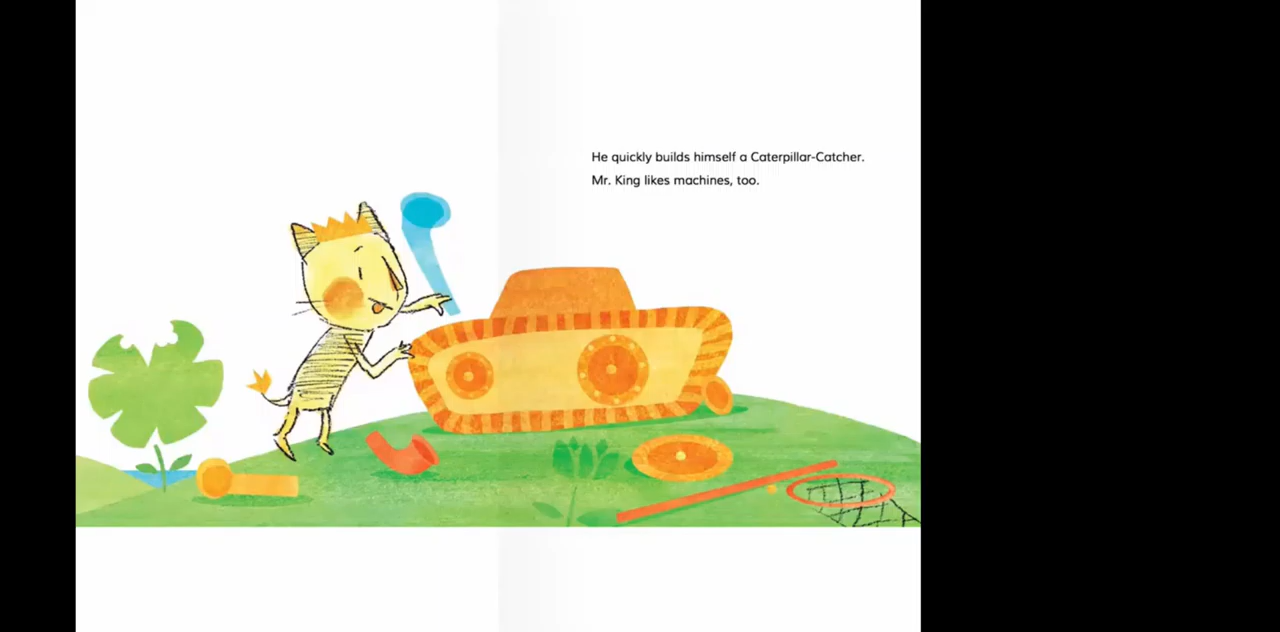 He quickly builds himself a Caterpillar-Catcher.
Mr. King likes machines, too.